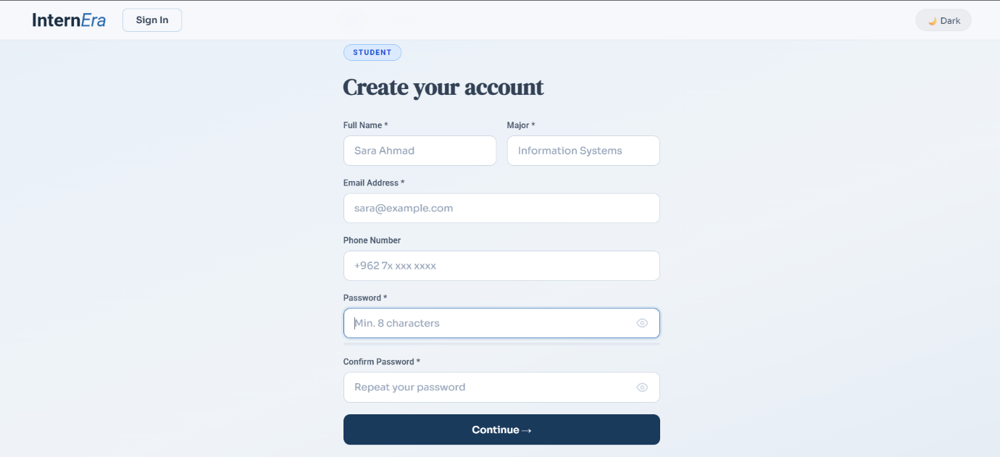 InternEra Sign In 🌙 Dark
STUDENT
Create your account
Full Name * Major *
Sara Ahmad Information Systems
Email Address *
sara@example.com
Phone Number
+962 7x xxx xxxx
Password *
Min. 8 characters
Confirm Password *
Repeat your password
Continue →